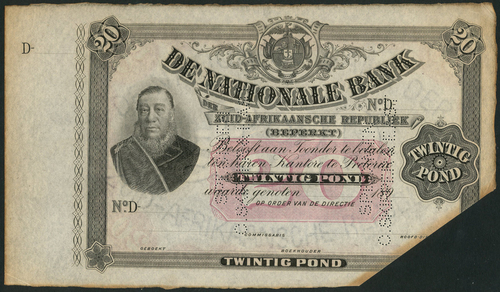 20
20
D-
DE NATIONALE BANK
DER
No D-
ZUID-AFRIKAANSCHE REPUBLIEK
(BEPERKT)
Belooft aan Toonder te betalen
ten haren Kantore te Pretoria
TWINTIG POND
waarde genoten 189
TWINTIG
POND
No D-
OP ORDER VAN DE DIRECTIE
COMMISSARIS
GEBOEKT
BOEKHOUDER
TWINTIG POND